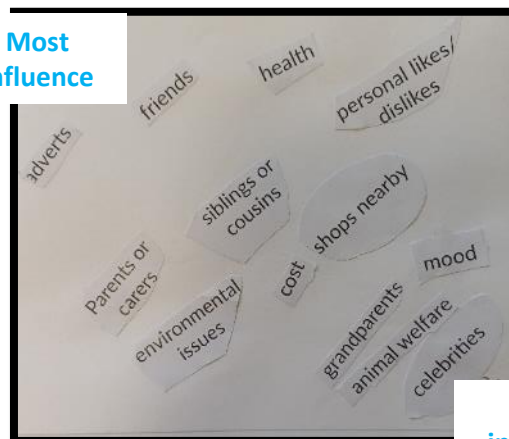 Most
nfluence
adverts
friends
health
personal likes/
dislikes
siblings or
cousins
shops nearby
Parents or
carers
environmental
issues
cost
mood
grandparents
animal welfare
celebrities
in